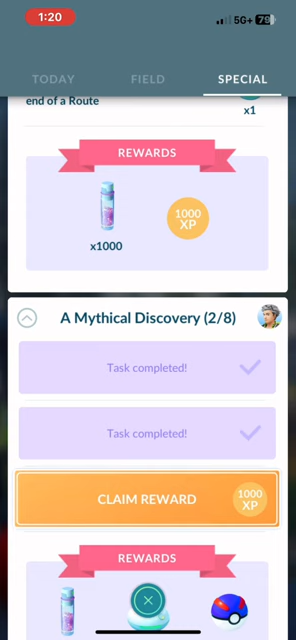 1:20
5G+ 79
TODAY FIELD SPECIAL
end of a Route
x1
REWARDS
1000
XP
x1000
A Mythical Discovery (2/8)
Task completed!
Task completed!
CLAIM REWARD
1000
XP
REWARDS